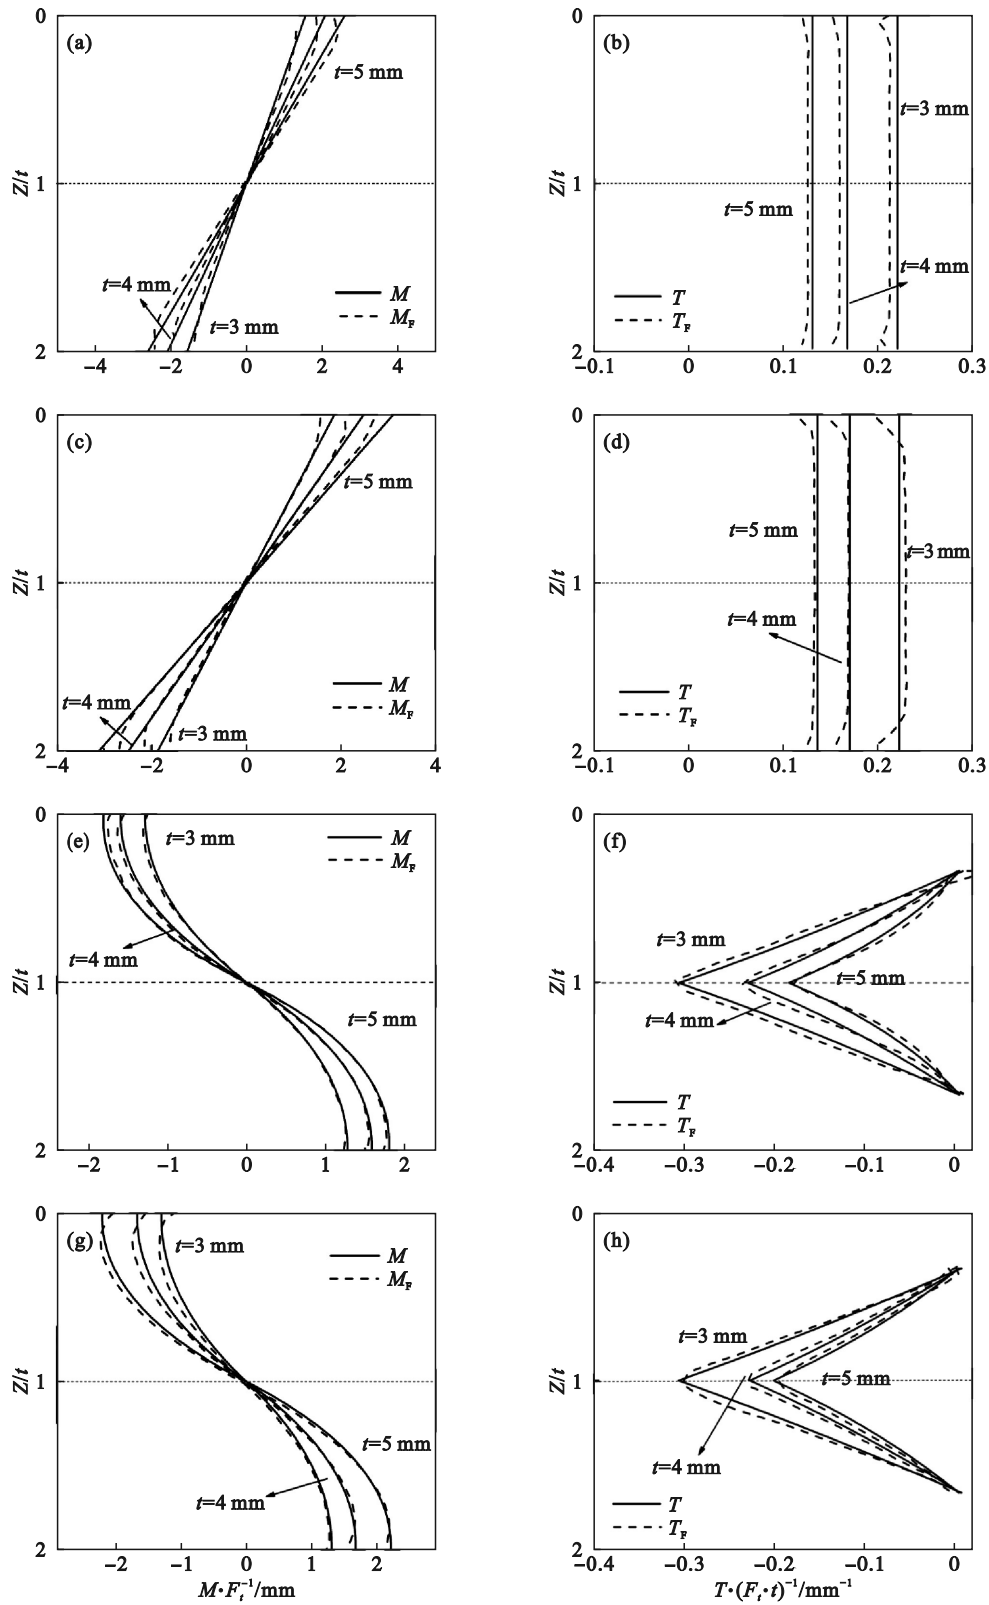 (a)
0
t=5 mm
Z/t
1
t=4 mm
t=3 mm
M
M_F
2
−4 −2 0 2 4
(b)
0
t=3 mm
Z/t
1
t=5 mm
t=4 mm
T
T_F
2
−0.1 0 0.1 0.2 0.3
(c)
0
t=5 mm
Z/t
1
t=4 mm
t=3 mm
M
M_F
2
−4 −2 0 2 4
(d)
0
t=5 mm
t=3 mm
Z/t
1
t=4 mm
T
T_F
2
−0.1 0 0.1 0.2 0.3
(e)
0
t=3 mm
M
M_F
t=4 mm
Z/t
1
t=5 mm
2
−2 −1 0 1 2
(f)
0
t=3 mm
Z/t
1
t=5 mm
t=4 mm
T
T_F
2
−0.4 −0.3 −0.2 −0.1 0
(g)
0
t=3 mm
M
M_F
Z/t
1
t=5 mm
t=4 mm
2
−2 −1 0 1 2
M·F_t^{−1}/mm
(h)
0
t=3 mm
Z/t
1
t=5 mm
t=4 mm
T
T_F
2
−0.4 −0.3 −0.2 −0.1 0
T·(F_t·t)^{−1}/mm^{−1}